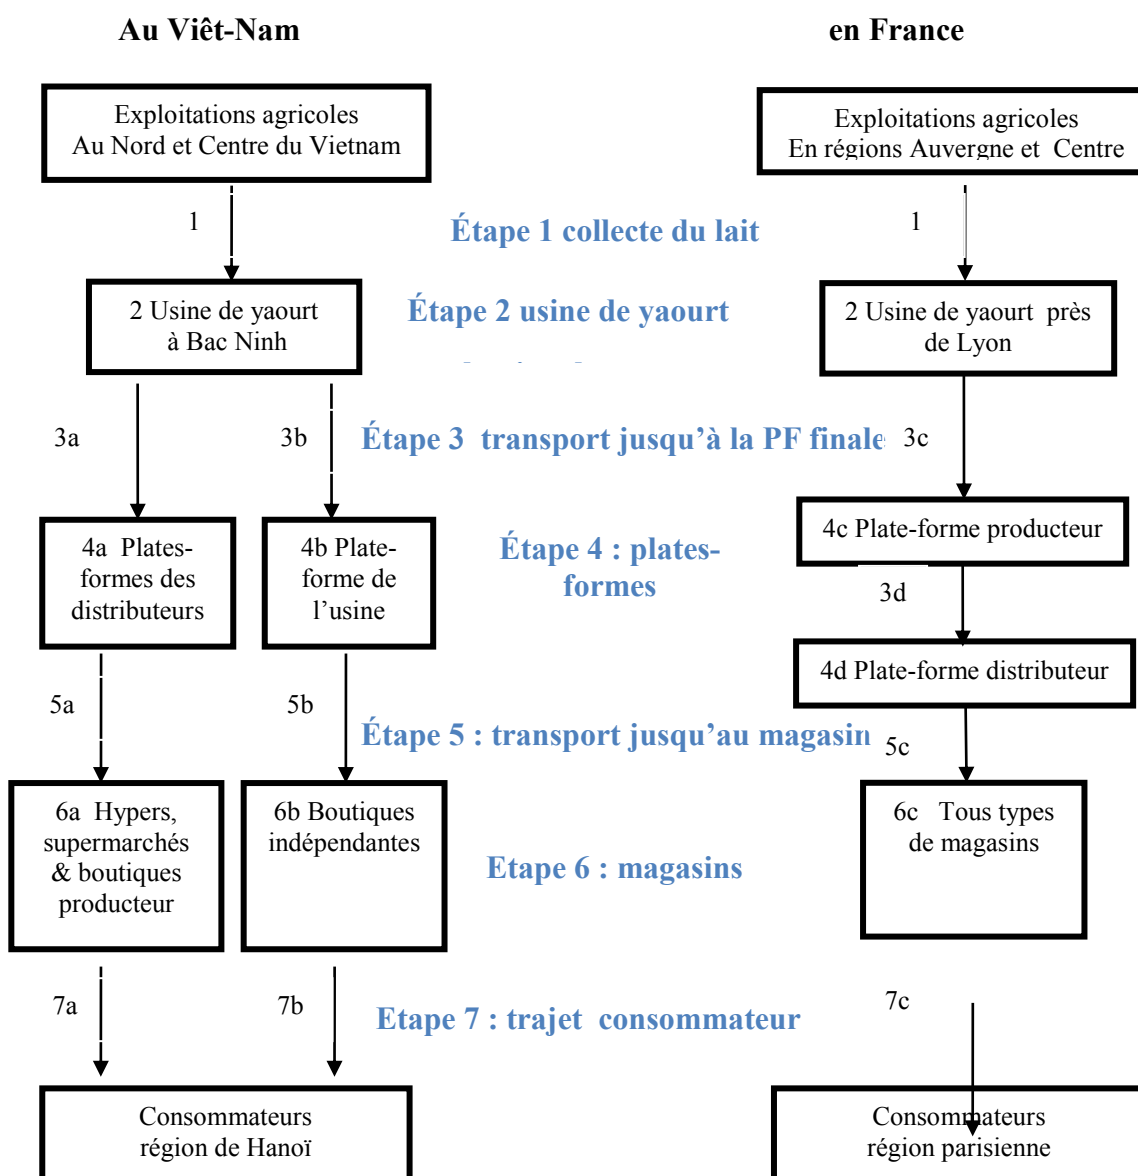 Au Viêt-Nam
en France
Exploitations agricoles
Au Nord et Centre du Vietnam
Exploitations agricoles
En régions Auvergne et Centre
1
Étape 1 collecte du lait
1
2 Usine de yaourt
à Bac Ninh
Étape 2 usine de yaourt
2 Usine de yaourt près
de Lyon
3a
3b
Étape 3 transport jusqu’à la PF finale
3c
4a Plates-
formes des
distributeurs
4b Plate-
forme de
l’usine
Étape 4 : plates-
formes
4c Plate-forme producteur
3d
4d Plate-forme distributeur
5a
5b
Étape 5 : transport jusqu’au magasin
5c
6a Hypers,
supermarchés
& boutiques
producteur
6b Boutiques
indépendantes
Etape 6 : magasins
6c Tous types
de magasins
7a
7b
Etape 7 : trajet consommateur
7c
Consommateurs
région de Hanoï
Consommateurs
région parisienne